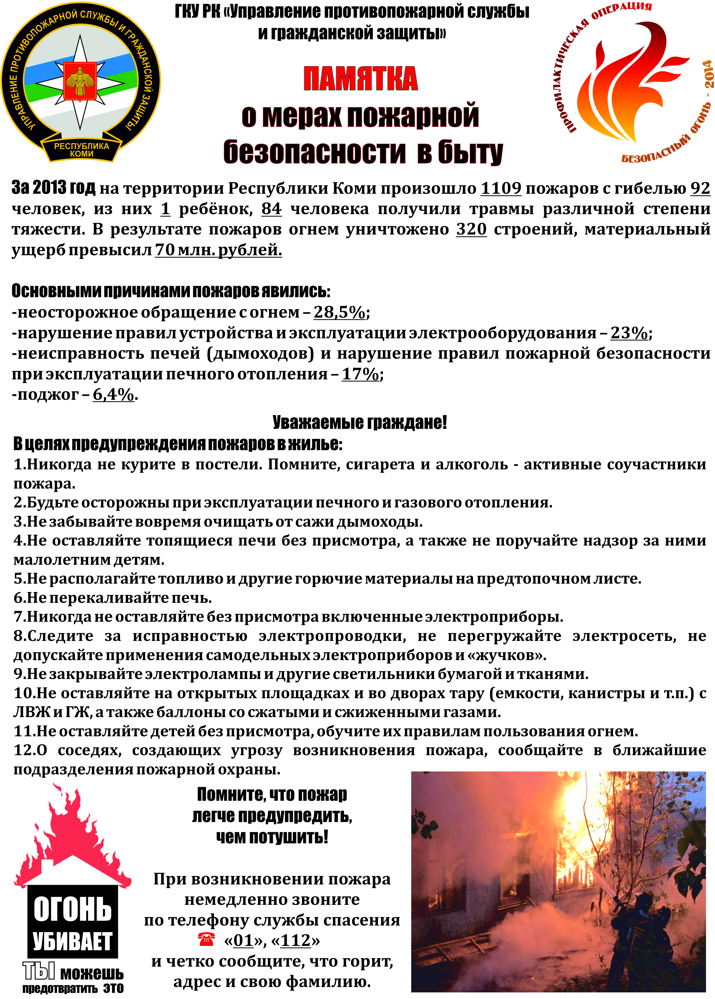 ГКУ РК «Управление противопожарной службы
и гражданской защиты»
УПРАВЛЕНИЕ ПРОТИВОПОЖАРНОЙ СЛУЖБЫ И ГРАЖДАНСКОЙ ЗАЩИТЫ
РЕСПУБЛИКА
КОМИ
ПРОФИЛАКТИЧЕСКАЯ ОПЕРАЦИЯ
БЕЗОПАСНЫЙ ОГОНЬ - 2014
ПАМЯТКА
о мерах пожарной
безопасности в быту
За 2013 год на территории Республики Коми произошло 1109 пожаров с гибелью 92
человек, из них 1 ребёнок, 84 человека получили травмы различной степени
тяжести. В результате пожаров огнем уничтожено 320 строений, материальный
ущерб превысил 70 млн. рублей.
Основными причинами пожаров явились:
-неосторожное обращение с огнем – 28,5%;
-нарушение правил устройства и эксплуатации электрооборудования – 23%;
-неисправность печей (дымоходов) и нарушение правил пожарной безопасности
при эксплуатации печного отопления – 17%;
-поджог – 6,4%.
Уважаемые граждане!
В целях предупреждения пожаров в жилье:
1.Никогда не курите в постели. Помните, сигарета и алкоголь - активные соучастники
пожара.
2.Будьте осторожны при эксплуатации печного и газового отопления.
3.Не забывайте вовремя очищать от сажи дымоходы.
4.Не оставляйте топящиеся печи без присмотра, а также не поручайте надзор за ними
малолетним детям.
5.Не располагайте топливо и другие горючие материалы на предтопочном листе.
6.Не перекаливайте печь.
7.Никогда не оставляйте без присмотра включенные электроприборы.
8.Следите за исправностью электропроводки, не перегружайте электросеть, не
допускайте применения самодельных электроприборов и «жучков».
9.Не закрывайте электролампы и другие светильники бумагой и тканями.
10.Не оставляйте на открытых площадках и во дворах тару (емкости, канистры и т.п.) с
ЛВЖ и ГЖ, а также баллоны со сжатыми и сжиженными газами.
11.Не оставляйте детей без присмотра, обучите их правилам пользования огнем.
12.О соседях, создающих угрозу возникновения пожара, сообщайте в ближайшие
подразделения пожарной охраны.
Помните, что пожар
легче предупредить,
чем потушить!
При возникновении пожара
немедленно звоните
по телефону службы спасения
☎ «01», «112»
и четко сообщите, что горит,
адрес и свою фамилию.
ОГОНЬ
УБИВАЕТ
ТЫ можешь
предотвратить ЭТО